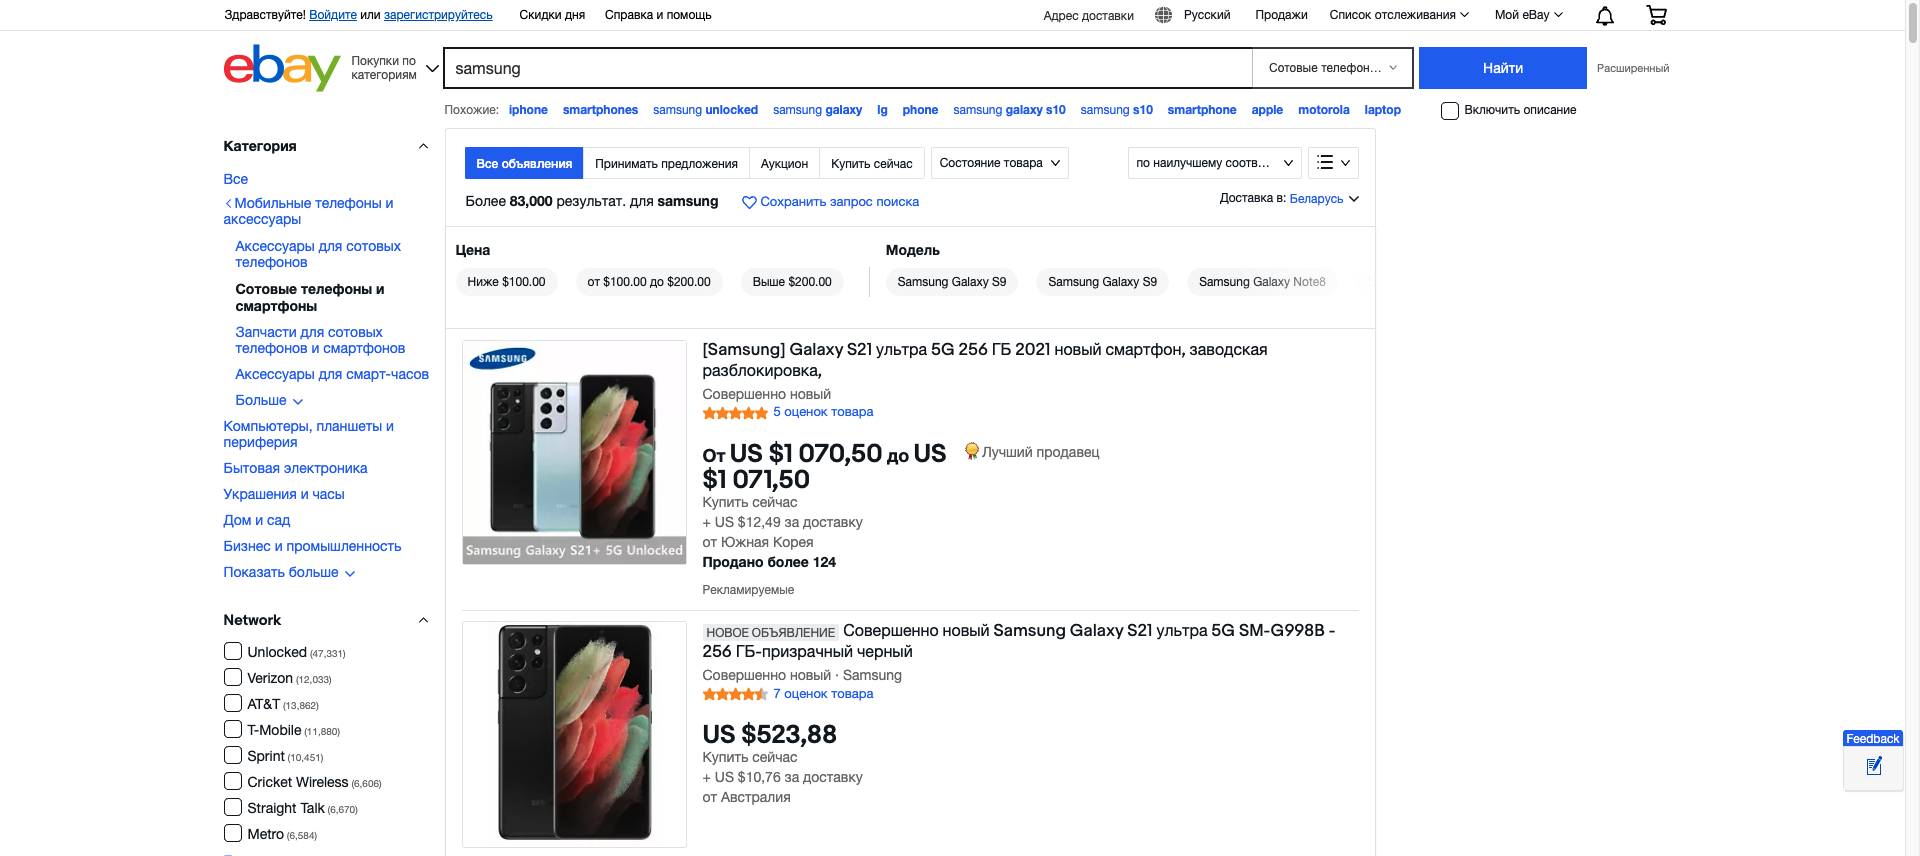 Здравствуйте! Войдите или зарегистрируйтесь
Скидки дня
Справка и помощь
Адрес доставки
Русский
Продажи
Список отслеживания
Мой eBay
ebay
Покупки по
категориям
samsung
Сотовые телефон...
Найти
Расширенный
Похожие: iphone smartphones samsung unlocked samsung galaxy lg phone samsung galaxy s10 samsung s10 smartphone apple motorola laptop
Включить описание
Категория
Все
Мобильные телефоны и
аксессуары
Аксессуары для сотовых
телефонов
Сотовые телефоны и
смартфоны
Запчасти для сотовых
телефонов и смартфонов
Аксессуары для смарт-часов
Больше
Компьютеры, планшеты и
периферия
Бытовая электроника
Украшения и часы
Дом и сад
Бизнес и промышленность
Показать больше
Network
Unlocked (47,331)
Verizon (12,033)
AT&T (13,862)
T-Mobile (11,880)
Sprint (10,451)
Cricket Wireless (6,606)
Straight Talk (6,670)
Metro (6,584)
Все объявления
Принимать предложения
Аукцион
Купить сейчас
Состояние товара
по наилучшему соотв...
Более 83,000 результат. для samsung
Сохранить запрос поиска
Доставка в: Беларусь
Цена
Ниже $100.00
от $100.00 до $200.00
Выше $200.00
Модель
Samsung Galaxy S9
Samsung Galaxy S9
Samsung Galaxy Note8
SAMSUNG
Samsung Galaxy S21+ 5G Unlocked
[Samsung] Galaxy S21 ультра 5G 256 ГБ 2021 новый смартфон, заводская
разблокировка,
Совершенно новый
5 оценок товара
От US $1 070,50 до US
$1 071,50
Лучший продавец
Купить сейчас
+ US $12,49 за доставку
от Южная Корея
Продано более 124
Рекламируемые
НОВОЕ ОБЪЯВЛЕНИЕ Совершенно новый Samsung Galaxy S21 ультра 5G SM-G998B -
256 ГБ-призрачный черный
Совершенно новый · Samsung
7 оценок товара
US $523,88
Купить сейчас
+ US $10,76 за доставку
от Австралия
Feedback